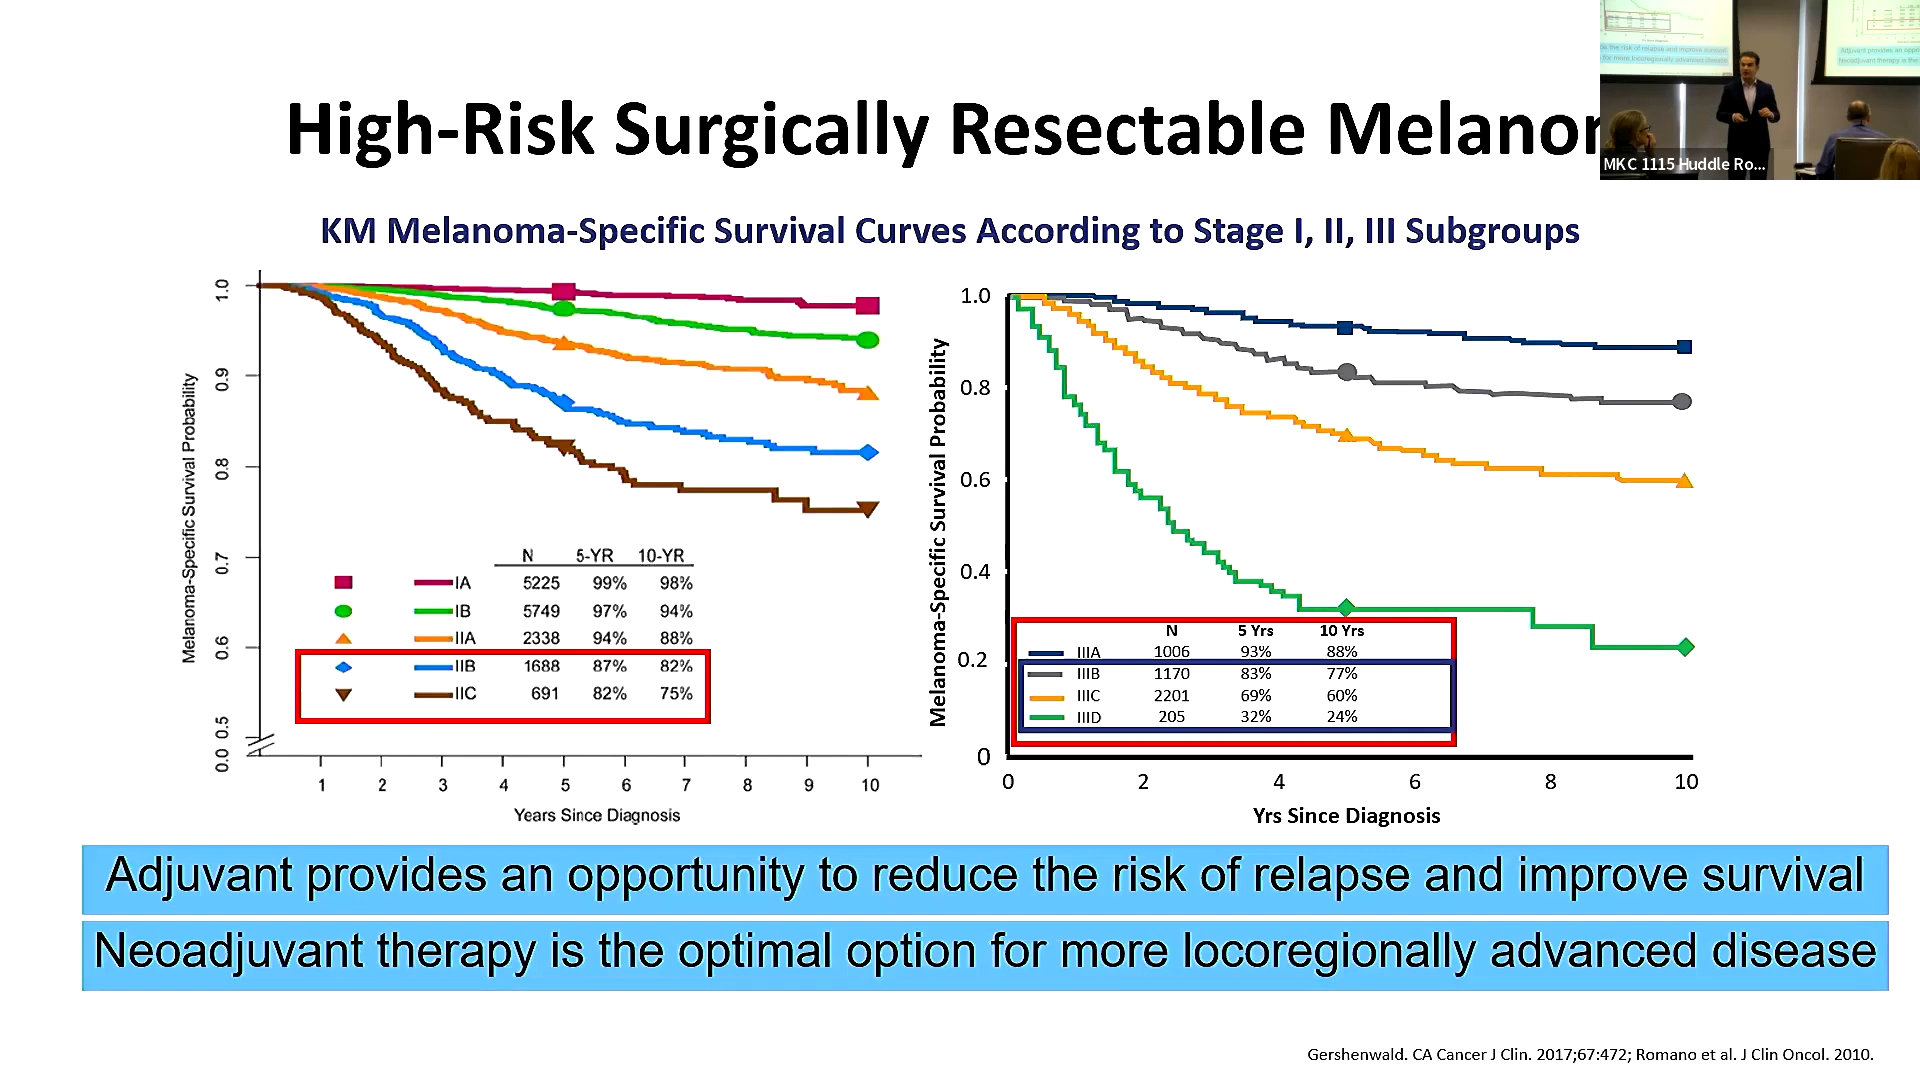 High-Risk Surgically Resectable Melano
MKC 1115 Huddle Ro...
KM Melanoma-Specific Survival Curves According to Stage I, II, III Subgroups
Melanoma-Specific Survival Probability
1.0
0.9
0.8
0.7
0.6
0.5
0.0
N 5-YR 10-YR
IA 5225 99% 98%
IB 5749 97% 94%
IIA 2338 94% 88%
IIB 1688 87% 82%
IIC 691 82% 75%
1 2 3 4 5 6 7 8 9 10
Years Since Diagnosis
Melanoma-Specific Survival Probability
1.0
0.8
0.6
0.4
0.2
0
N 5 Yrs 10 Yrs
IIIA 1006 93% 88%
IIIB 1170 83% 77%
IIIC 2201 69% 60%
IIID 205 32% 24%
0 2 4 6 8 10
Yrs Since Diagnosis
Adjuvant provides an opportunity to reduce the risk of relapse and improve survival
Neoadjuvant therapy is the optimal option for more locoregionally advanced disease
Gershenwald. CA Cancer J Clin. 2017;67:472; Romano et al. J Clin Oncol. 2010.